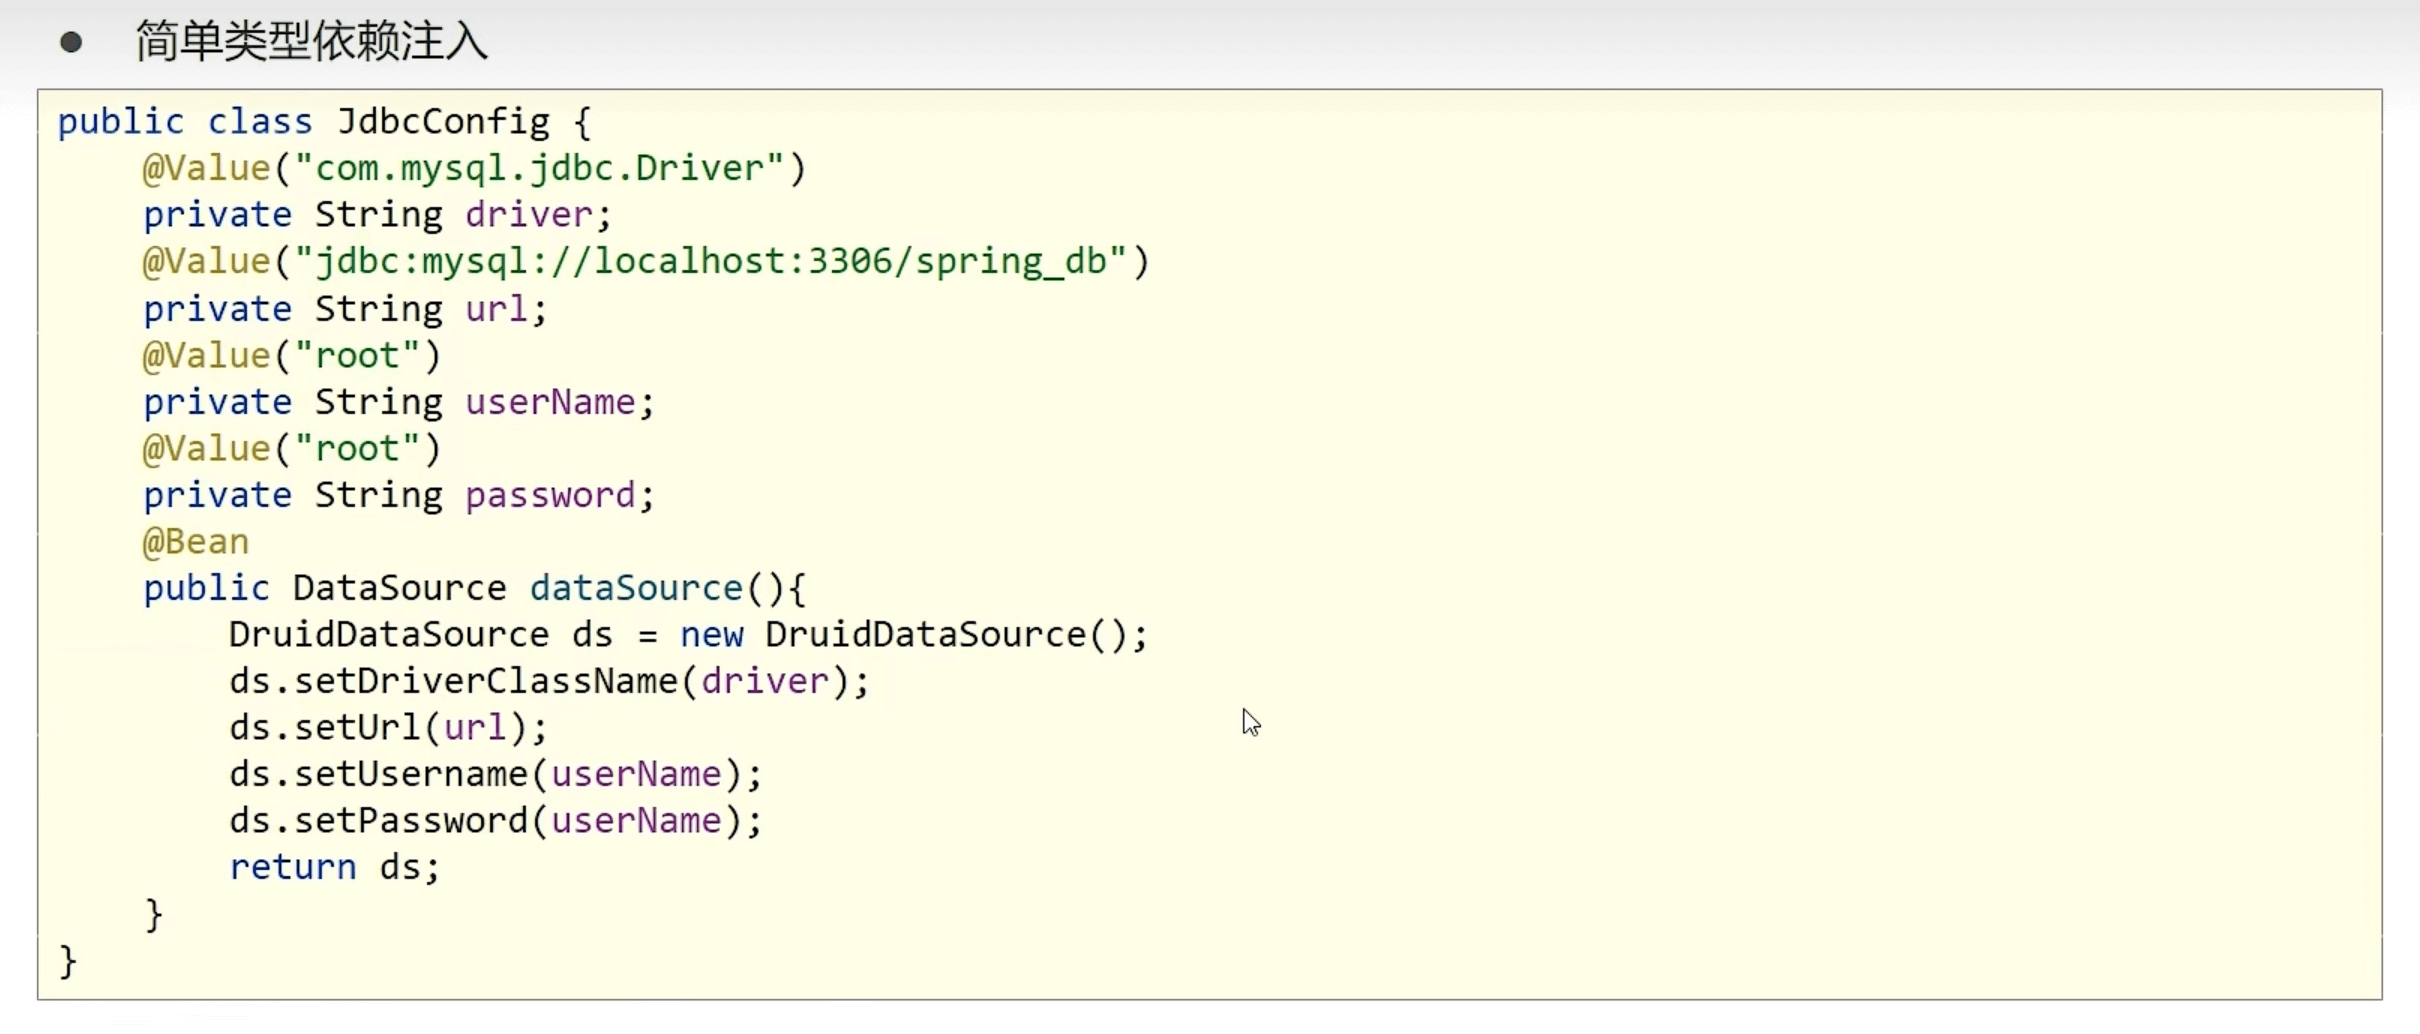 ● 简单类型依赖注入
public class JdbcConfig {
    @Value("com.mysql.jdbc.Driver")
    private String driver;
    @Value("jdbc:mysql://localhost:3306/spring_db")
    private String url;
    @Value("root")
    private String userName;
    @Value("root")
    private String password;
    @Bean
    public DataSource dataSource(){
        DruidDataSource ds = new DruidDataSource();
        ds.setDriverClassName(driver);
        ds.setUrl(url);
        ds.setUsername(userName);
        ds.setPassword(userName);
        return ds;
    }
}